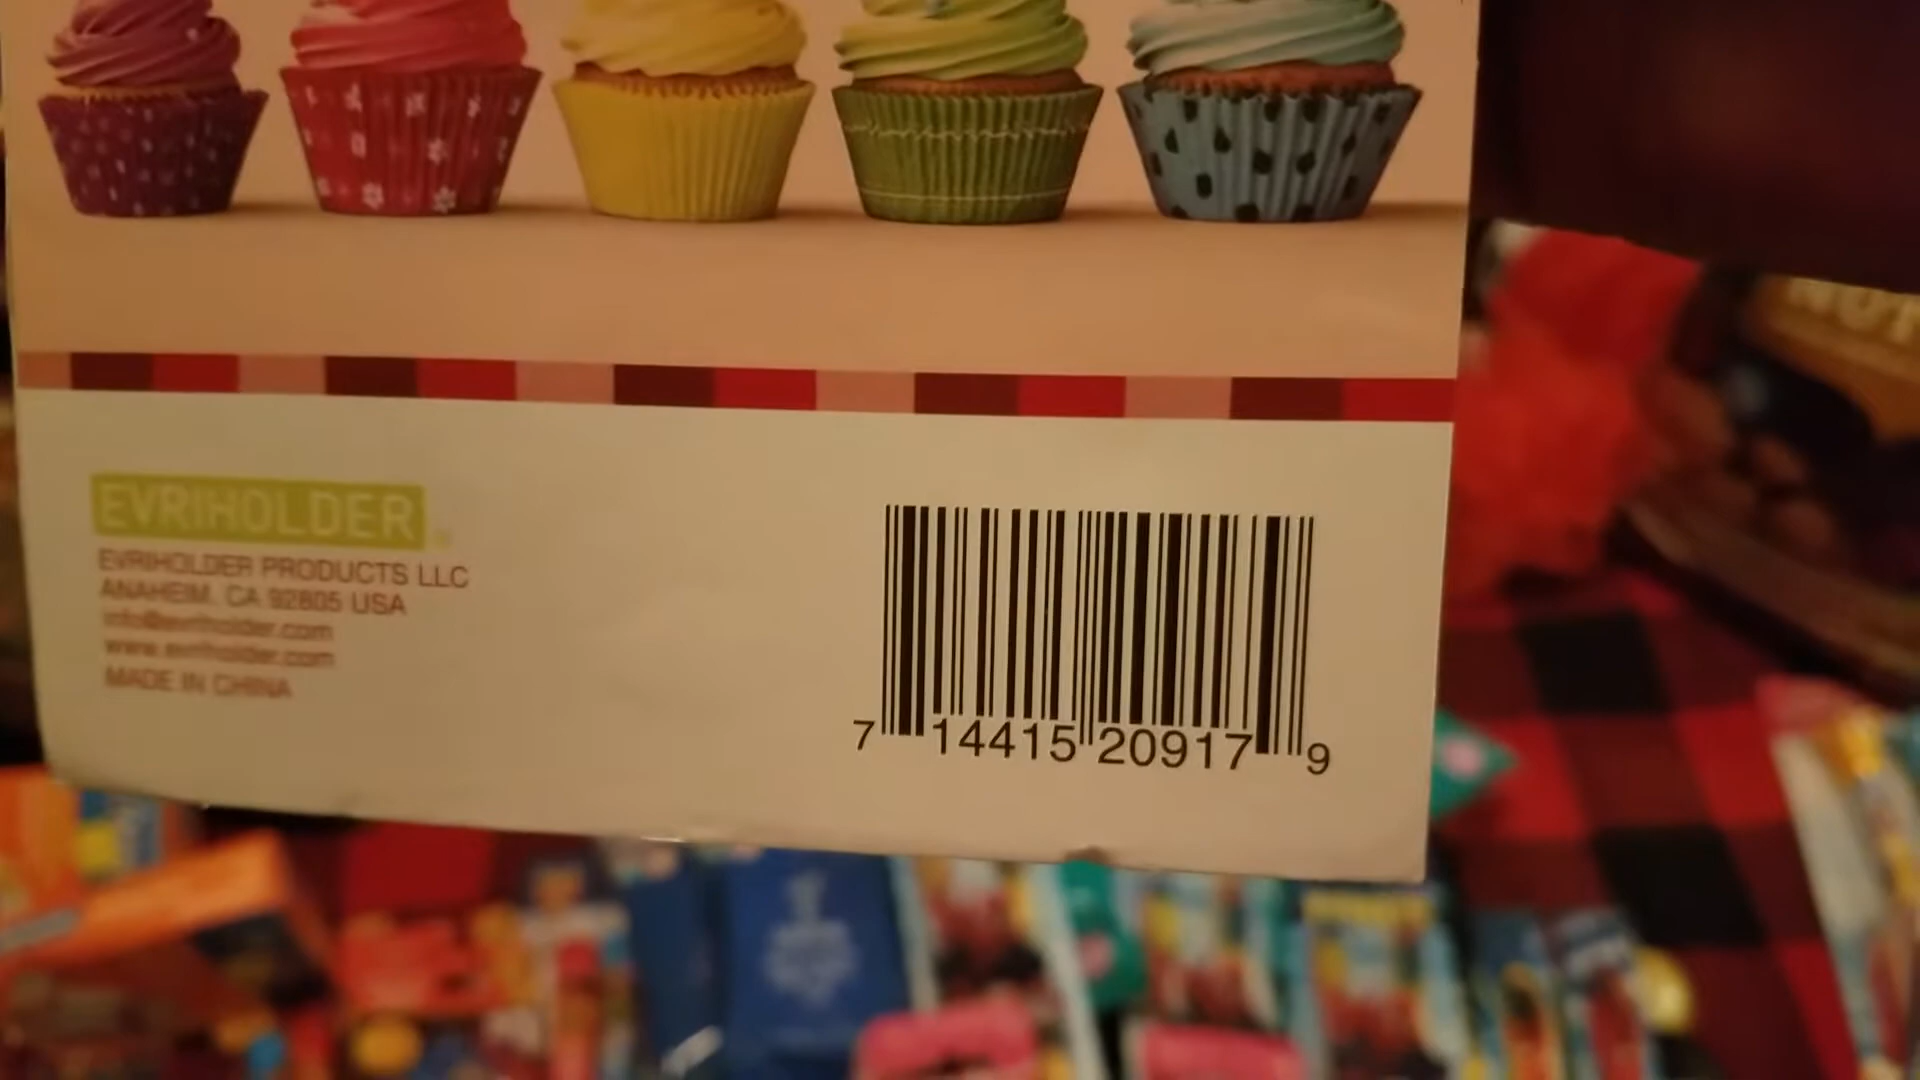 EVRIHOLDER
EVRIHOLDER PRODUCTS LLC
ANAHEIM, CA 92805 USA
info@evriholder.com
www.evriholder.com
MADE IN CHINA
7 14415 20917 9